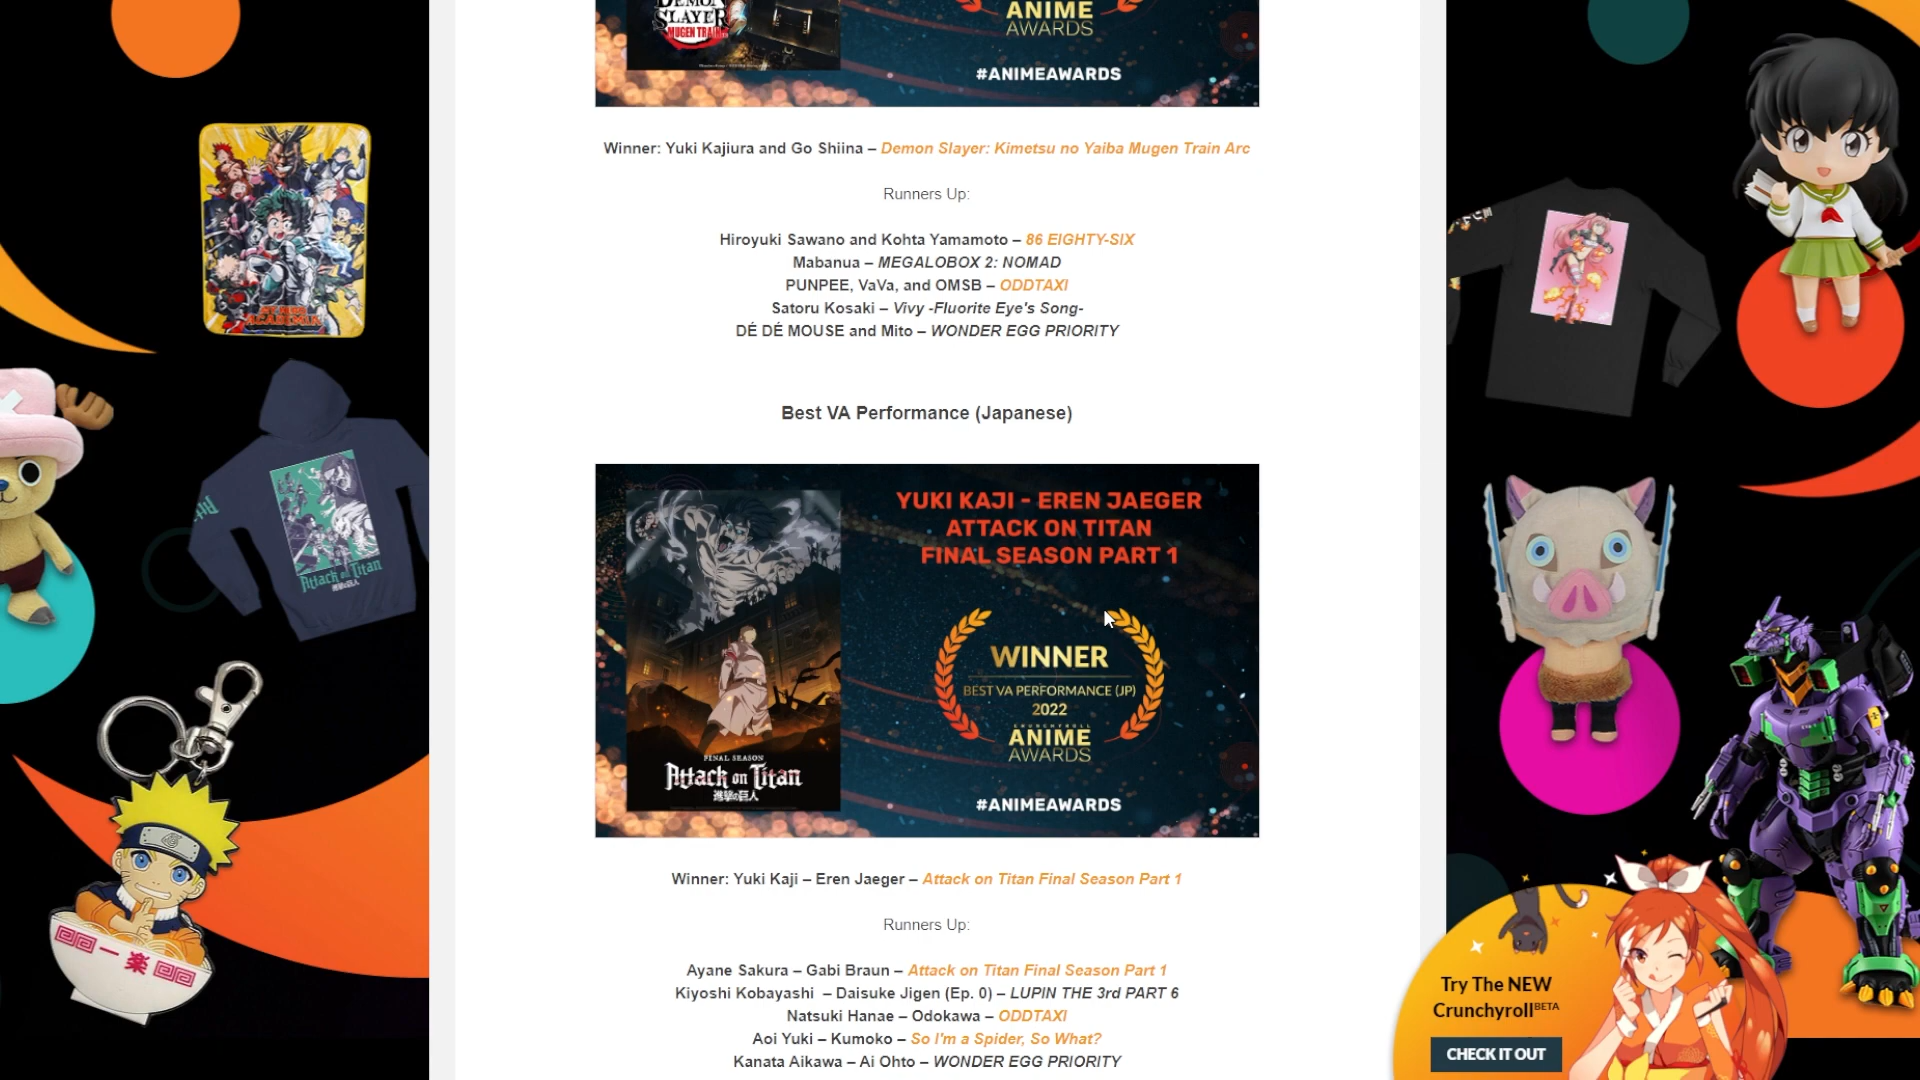 DEMON
SLAYER
MUGEN TRAIN
ANIME
AWARDS
#ANIMEAWARDS
Winner: Yuki Kajiura and Go Shiina – Demon Slayer: Kimetsu no Yaiba Mugen Train Arc
Runners Up:
Hiroyuki Sawano and Kohta Yamamoto – 86 EIGHTY-SIX
Mabanua – MEGALOBOX 2: NOMAD
PUNPEE, VaVa, and OMSB – ODDTAXI
Satoru Kosaki – Vivy -Fluorite Eye's Song-
DÉ DÉ MOUSE and Mito – WONDER EGG PRIORITY
Best VA Performance (Japanese)
YUKI KAJI - EREN JAEGER
ATTACK ON TITAN
FINAL SEASON PART 1
WINNER
BEST VA PERFORMANCE (JP)
2022
CRUNCHYROLL
ANIME
AWARDS
#ANIMEAWARDS
FINAL SEASON
Attack on Titan
進撃の巨人
Winner: Yuki Kaji – Eren Jaeger – Attack on Titan Final Season Part 1
Runners Up:
Ayane Sakura – Gabi Braun – Attack on Titan Final Season Part 1
Kiyoshi Kobayashi – Daisuke Jigen (Ep. 0) – LUPIN THE 3rd PART 6
Natsuki Hanae – Odokawa – ODDTAXI
Aoi Yuki – Kumoko – So I'm a Spider, So What?
Kanata Aikawa – Ai Ohto – WONDER EGG PRIORITY
Attack on Titan
進撃の巨人
一楽
Try The NEW
Crunchyroll BETA
CHECK IT OUT